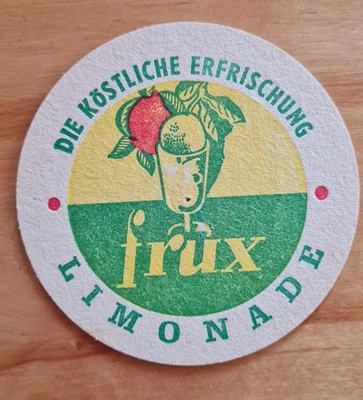 DIE KÖSTLICHE ERFRISCHUNG
frux
LIMONADE